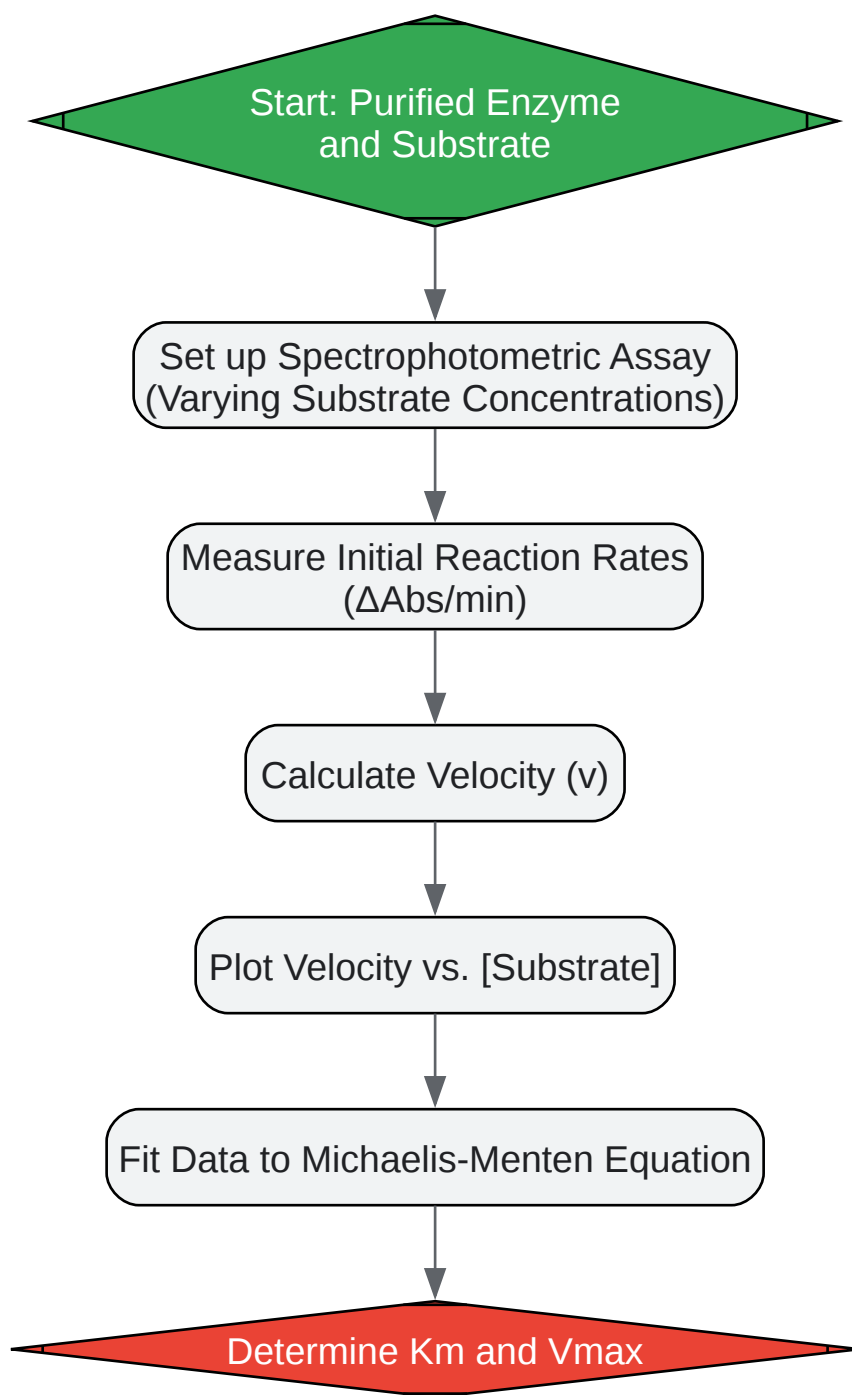 Start: Purified Enzyme
and Substrate
Set up Spectrophotometric Assay
(Varying Substrate Concentrations)
Measure Initial Reaction Rates
(ΔAbs/min)
Calculate Velocity (v)
Plot Velocity vs. [Substrate]
Fit Data to Michaelis-Menten Equation
Determine Km and Vmax